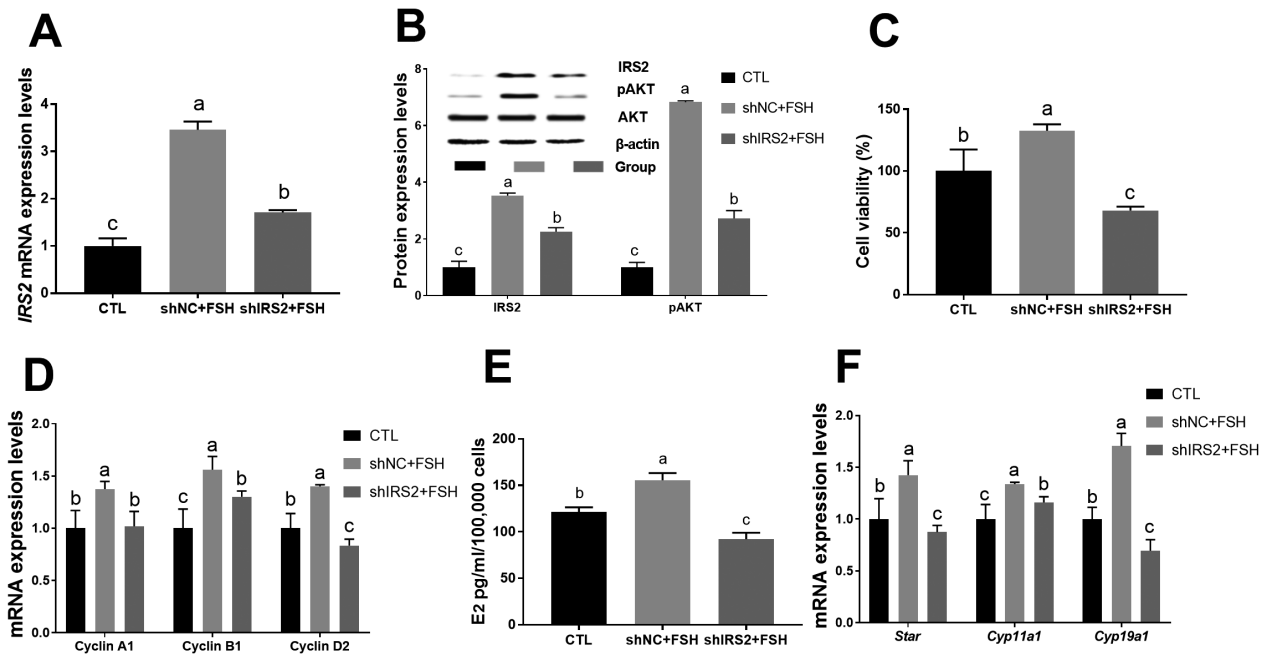 A
IRS2 mRNA expression levels
4
3
2
1
0
c
a
b
CTL
shNC+FSH
shIRS2+FSH
B
Protein expression levels
8
6
4
2
0
IRS2
pAKT
AKT
β-actin
Group
c
a
b
c
a
b
IRS2
pAKT
CTL
shNC+FSH
shIRS2+FSH
C
Cell viability (%)
150
100
50
0
b
a
c
CTL
shNC+FSH
shIRS2+FSH
D
mRNA expression levels
2.0
1.5
1.0
0.5
0.0
b
a
b
c
a
b
b
a
c
Cyclin A1
Cyclin B1
Cyclin D2
CTL
shNC+FSH
shIRS2+FSH
E
E2 pg/ml/100,000 cells
200
150
100
50
0
b
a
c
CTL
shNC+FSH
shIRS2+FSH
F
mRNA expression levels
2.0
1.5
1.0
0.5
0.0
b
a
c
c
a
b
b
a
c
Star
Cyp11a1
Cyp19a1
CTL
shNC+FSH
shIRS2+FSH